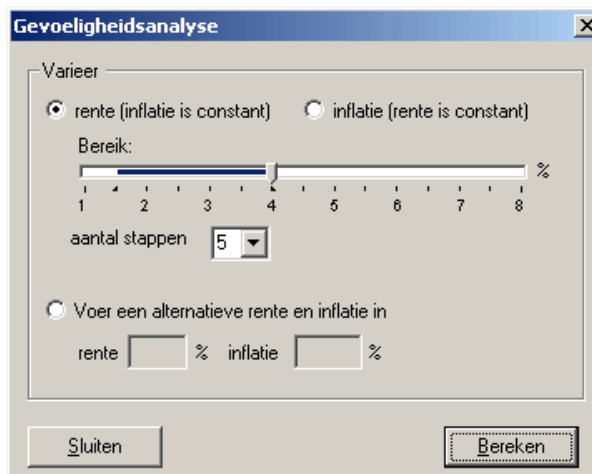 Gevoeligheidsanalyse
Varieer
rente (inflatie is constant) inflatie (rente is constant)
Bereik:
%
1 2 3 4 5 6 7 8
aantal stappen 5
Voer een alternatieve rente en inflatie in
rente % inflatie %
Sluiten Bereken